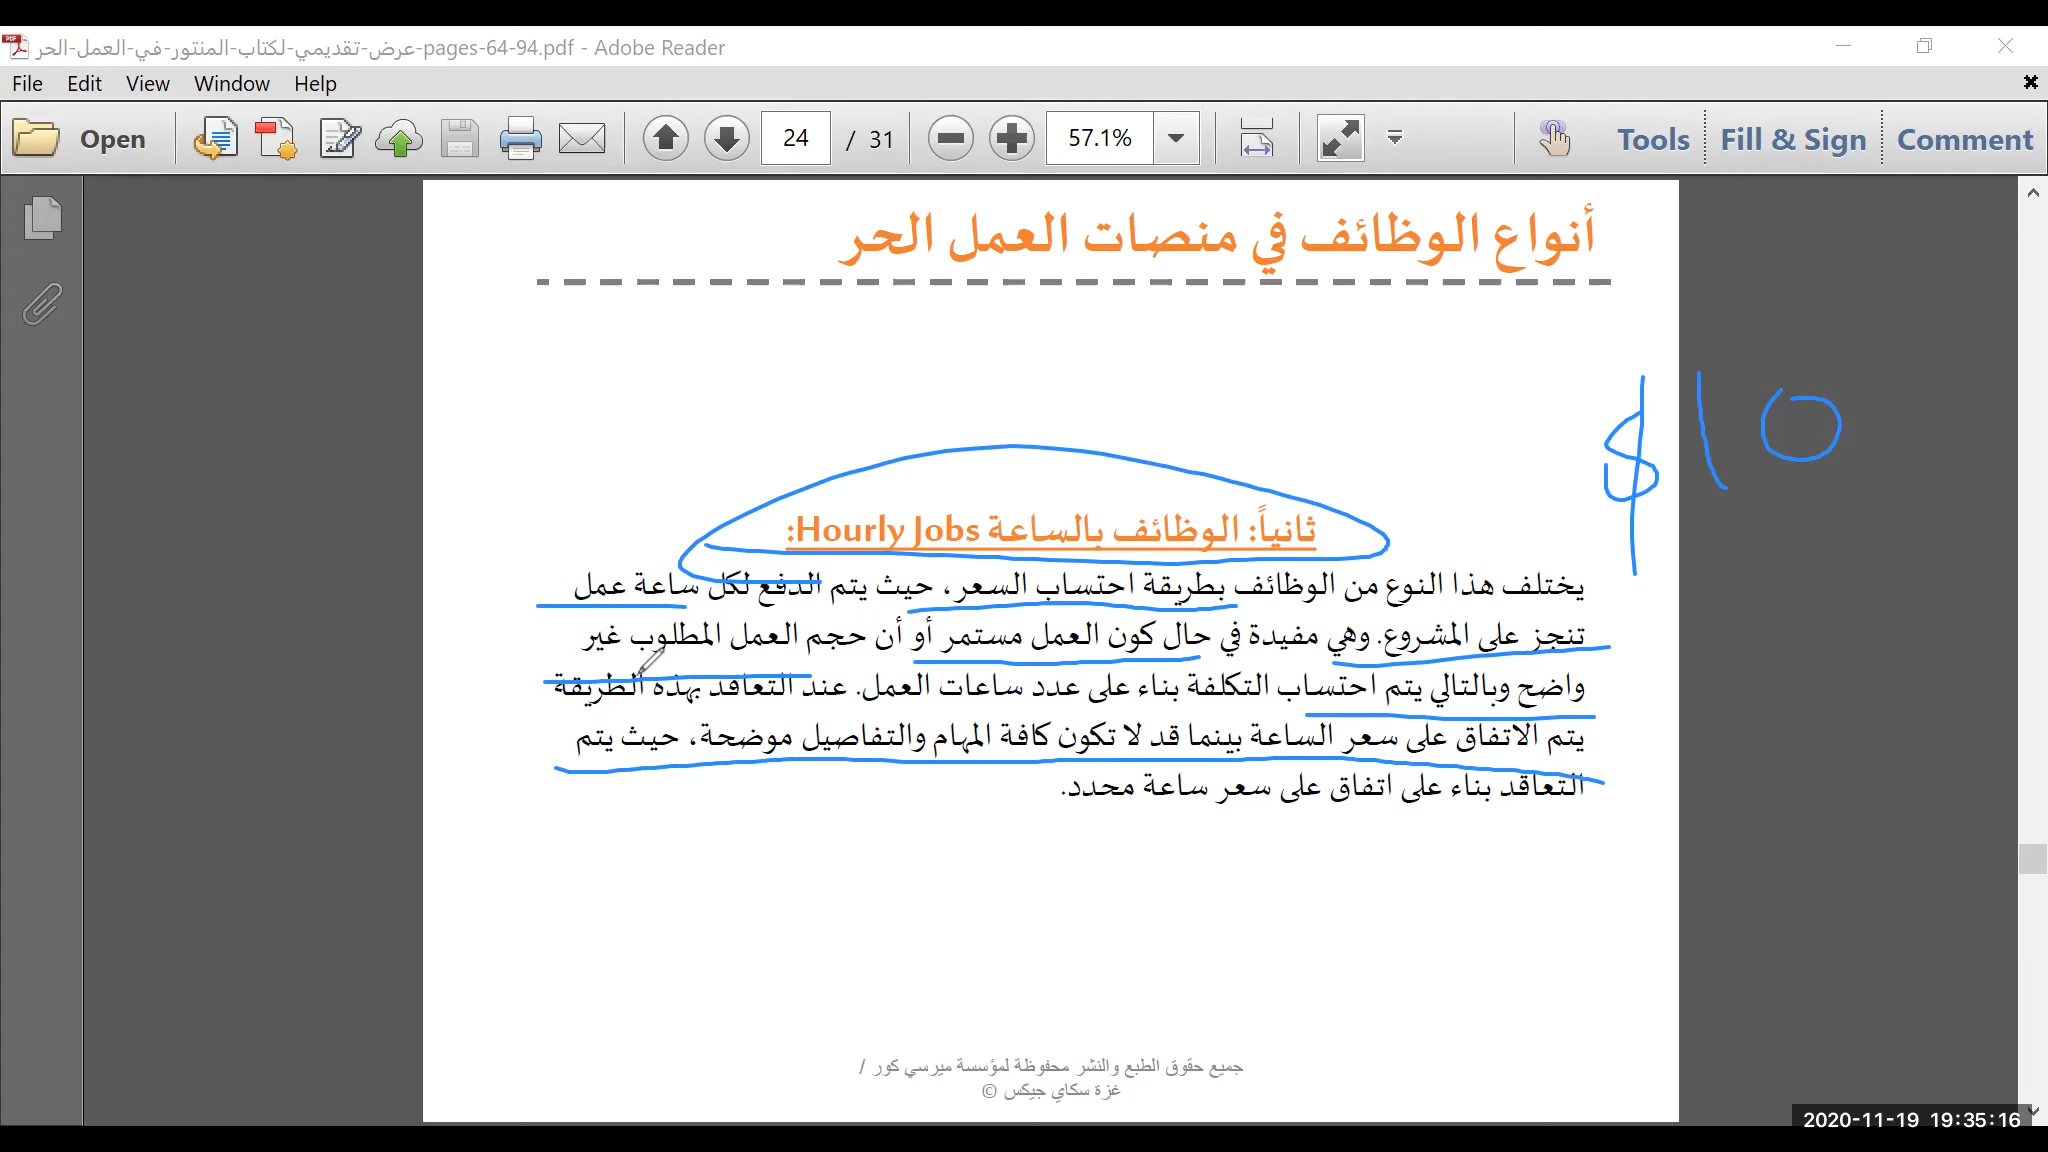 عرض-تقديمي-لكتاب-المنتور-في-العمل-الحر-pages-64-94.pdf - Adobe Reader
File Edit View Window Help
Open 24 / 31 57.1% Tools Fill & Sign Comment
أنواع الوظائف في منصات العمل الحر
$ 10
ثانياً: الوظائف بالساعة Hourly Jobs:
يختلف هذا النوع من الوظائف بطريقة احتساب السعر، حيث يتم الدفع لكل ساعة عمل
تنجز على المشروع. وهي مفيدة في حال كون العمل مستمر أو أن حجم العمل المطلوب غير
واضح وبالتالي يتم احتساب التكلفة بناء على عدد ساعات العمل. عند التعاقد بهذه الطريقة
يتم الاتفاق على سعر الساعة بينما قد لا تكون كافة المهام والتفاصيل موضحة، حيث يتم
التعاقد بناء على اتفاق على سعر ساعة محدد.
جميع حقوق الطبع والنشر محفوظة لمؤسسة ميرسي كور /
غزة سكاي جيكس ©
2020-11-19 19:35:16